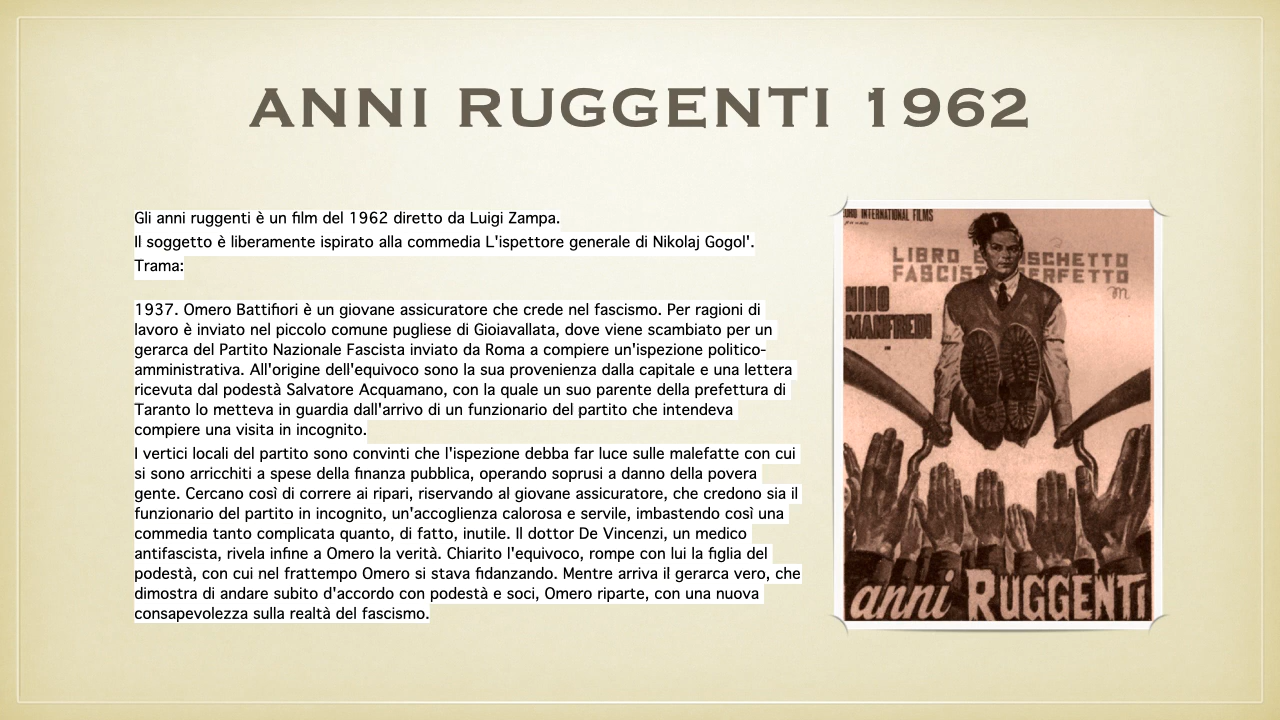 ANNI RUGGENTI 1962
Gli anni ruggenti è un film del 1962 diretto da Luigi Zampa.
Il soggetto è liberamente ispirato alla commedia L'ispettore generale di Nikolaj Gogol'.
Trama:
1937. Omero Battifiori è un giovane assicuratore che crede nel fascismo. Per ragioni di
lavoro è inviato nel piccolo comune pugliese di Gioiavallata, dove viene scambiato per un
gerarca del Partito Nazionale Fascista inviato da Roma a compiere un'ispezione politico-
amministrativa. All'origine dell'equivoco sono la sua provenienza dalla capitale e una lettera
ricevuta dal podestà Salvatore Acquamano, con la quale un suo parente della prefettura di
Taranto lo metteva in guardia dall'arrivo di un funzionario del partito che intendeva
compiere una visita in incognito.
I vertici locali del partito sono convinti che l'ispezione debba far luce sulle malefatte con cui
si sono arricchiti a spese della finanza pubblica, operando soprusi a danno della povera
gente. Cercano così di correre ai ripari, riservando al giovane assicuratore, che credono sia il
funzionario del partito in incognito, un'accoglienza calorosa e servile, imbastendo così una
commedia tanto complicata quanto, di fatto, inutile. Il dottor De Vincenzi, un medico
antifascista, rivela infine a Omero la verità. Chiarito l'equivoco, rompe con lui la figlia del
podestà, con cui nel frattempo Omero si stava fidanzando. Mentre arriva il gerarca vero, che
dimostra di andare subito d'accordo con podestà e soci, Omero riparte, con una nuova
consapevolezza sulla realtà del fascismo.
INTERNATIONAL FILMS
LIBRO E OSCHETTO
FASCIST ERFETTO
NINO
MANFREDI
anni RUGGENTI